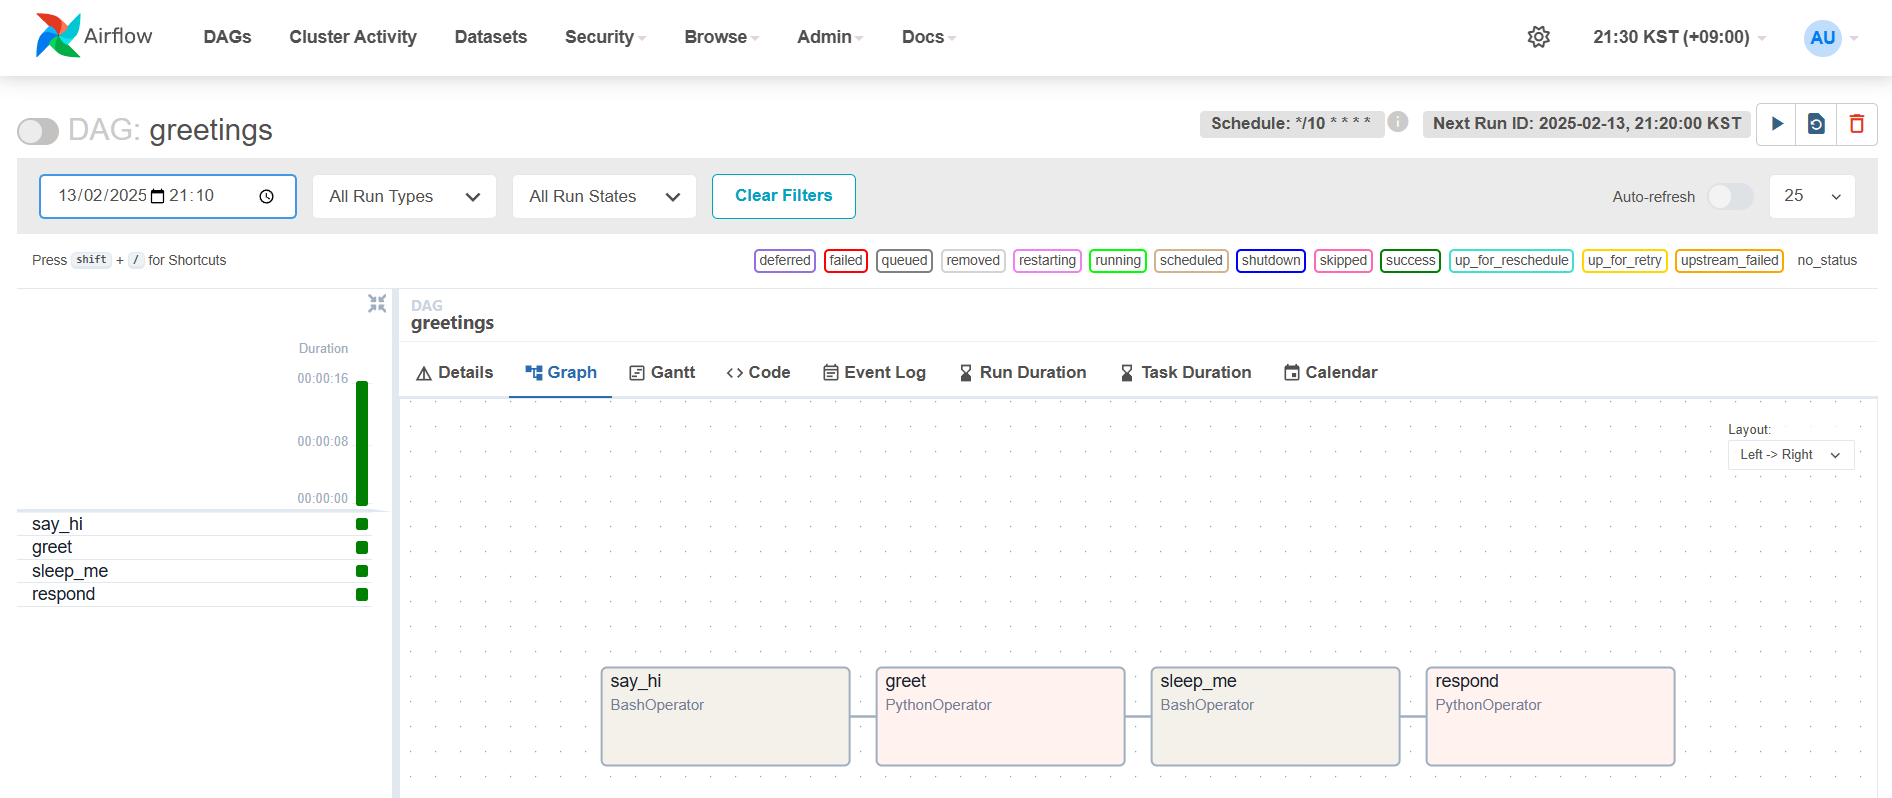 Airflow DAGs Cluster Activity Datasets Security Browse Admin Docs 21:30 KST (+09:00) AU
DAG: greetings Schedule: */10 * * * * i Next Run ID: 2025-02-13, 21:20:00 KST
13/02/2025 21:10 All Run Types All Run States Clear Filters Auto-refresh 25
Press shift + / for Shortcuts deferred failed queued removed restarting running scheduled shutdown skipped success up_for_reschedule up_for_retry upstream_failed no_status
DAG
greetings
Details Graph Gantt <> Code Event Log Run Duration Task Duration Calendar
Duration
00:00:16
00:00:08
00:00:00
say_hi
greet
sleep_me
respond
Layout:
Left -> Right
say_hi
BashOperator
greet
PythonOperator
sleep_me
BashOperator
respond
PythonOperator